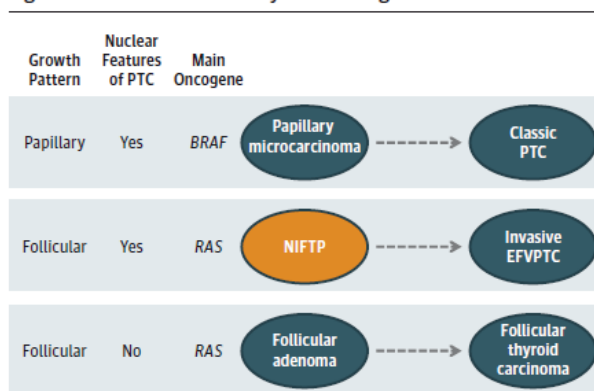 Growth Pattern
Nuclear Features of PTC
Main Oncogene
Papillary
Yes
BRAF
Papillary
microcarcinoma
Classic
PTC
Follicular
Yes
RAS
NIFTP
Invasive
EFVPTC
Follicular
No
RAS
Follicular
adenoma
Follicular
thyroid
carcinoma